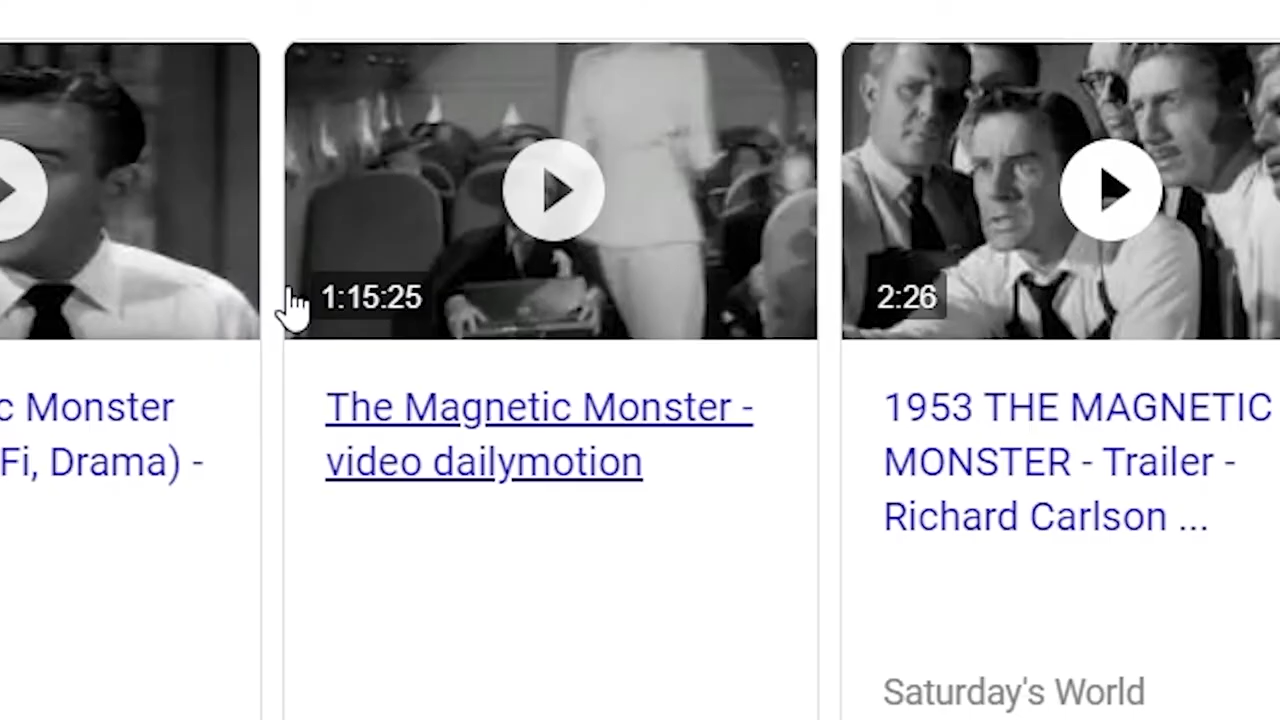 1:15:25
2:26
c Monster
Fi, Drama) -
The Magnetic Monster -
video dailymotion
1953 THE MAGNETIC
MONSTER - Trailer -
Richard Carlson ...
Saturday's World